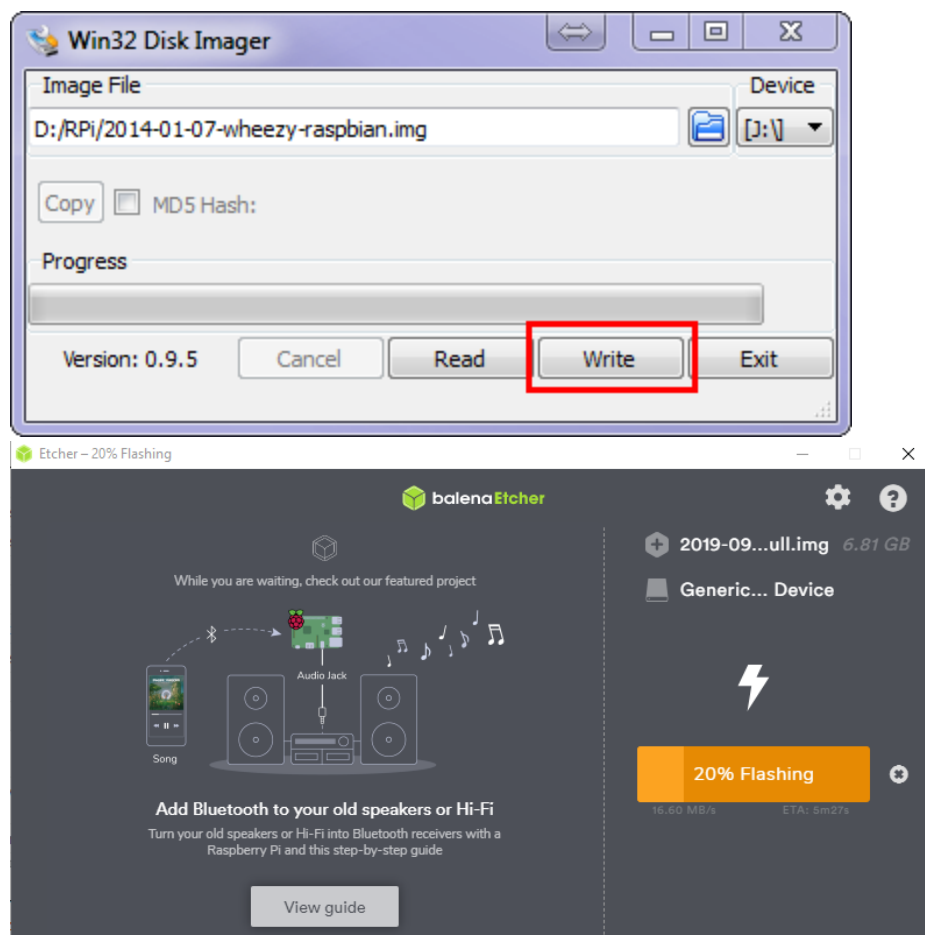 Win32 Disk Imager
Image File
Device
D:/RPi/2014-01-07-wheezy-raspbian.img
[J:\]
Copy
MD5 Hash:
Progress
Version: 0.9.5
Cancel
Read
Write
Exit
Etcher – 20% Flashing
balenaEtcher
While you are waiting, check out our featured project
Audio Jack
Song
Add Bluetooth to your old speakers or Hi-Fi
Turn your old speakers or Hi-Fi into Bluetooth receivers with a
Raspberry Pi and this step-by-step guide
View guide
2019-09...ull.img 6.81 GB
Generic... Device
20% Flashing
16.60 MB/s
ETA: 5m27s